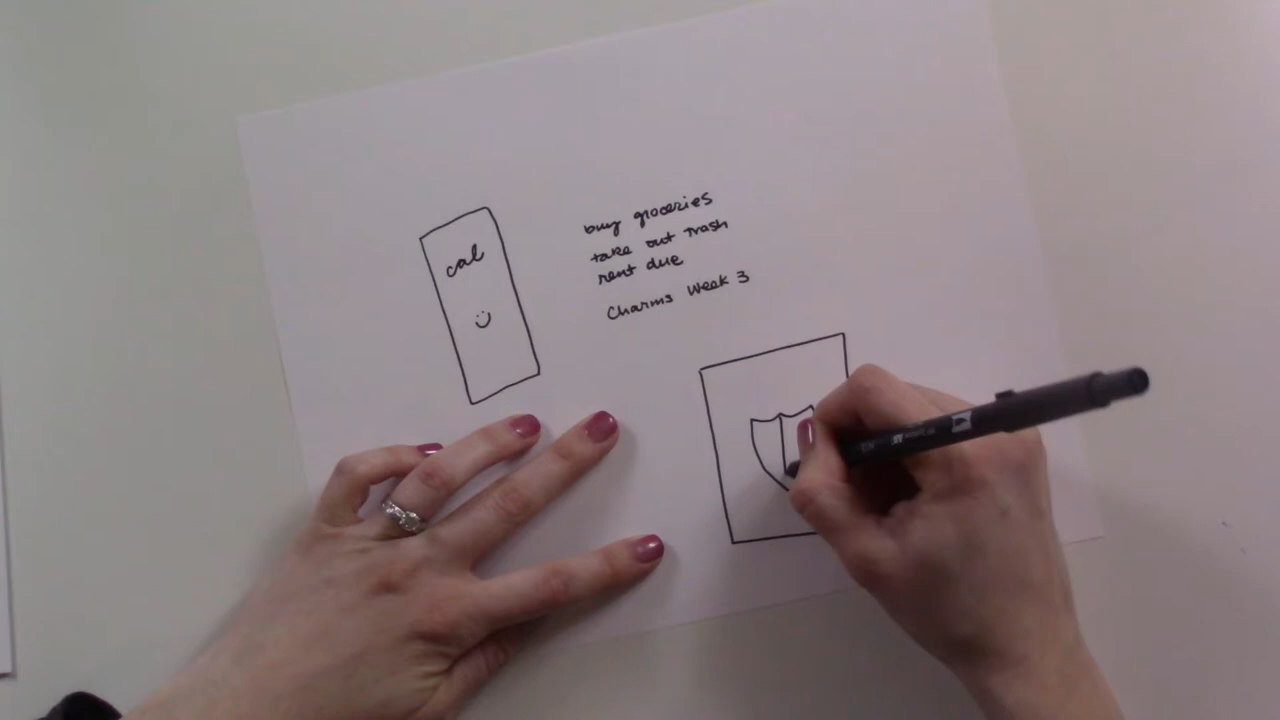 cal
buy groceries
take out trash
rent due
Charms Week 3